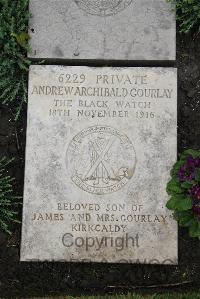 6229 PRIVATE
ANDREW ARCHIBALD GOURLAY
THE BLACK WATCH
18TH NOVEMBER 1916
BELOVED SON OF
JAMES AND MRS. GOURLAY
KIRKCALDY
Copyright